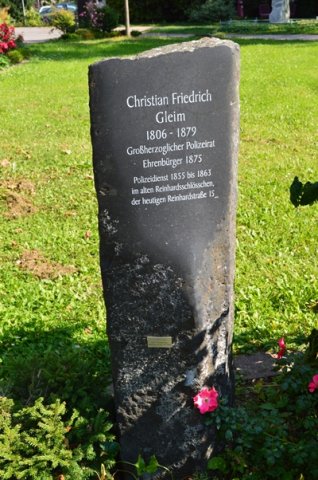 Christian Friedrich
Gleim
1806 - 1879
Großherzoglicher Polizeirat
Ehrenbürger 1875
Polizeidienst 1855 bis 1863
im alten Reinhardsschlösschen,
der heutigen Reinhardstraße 15